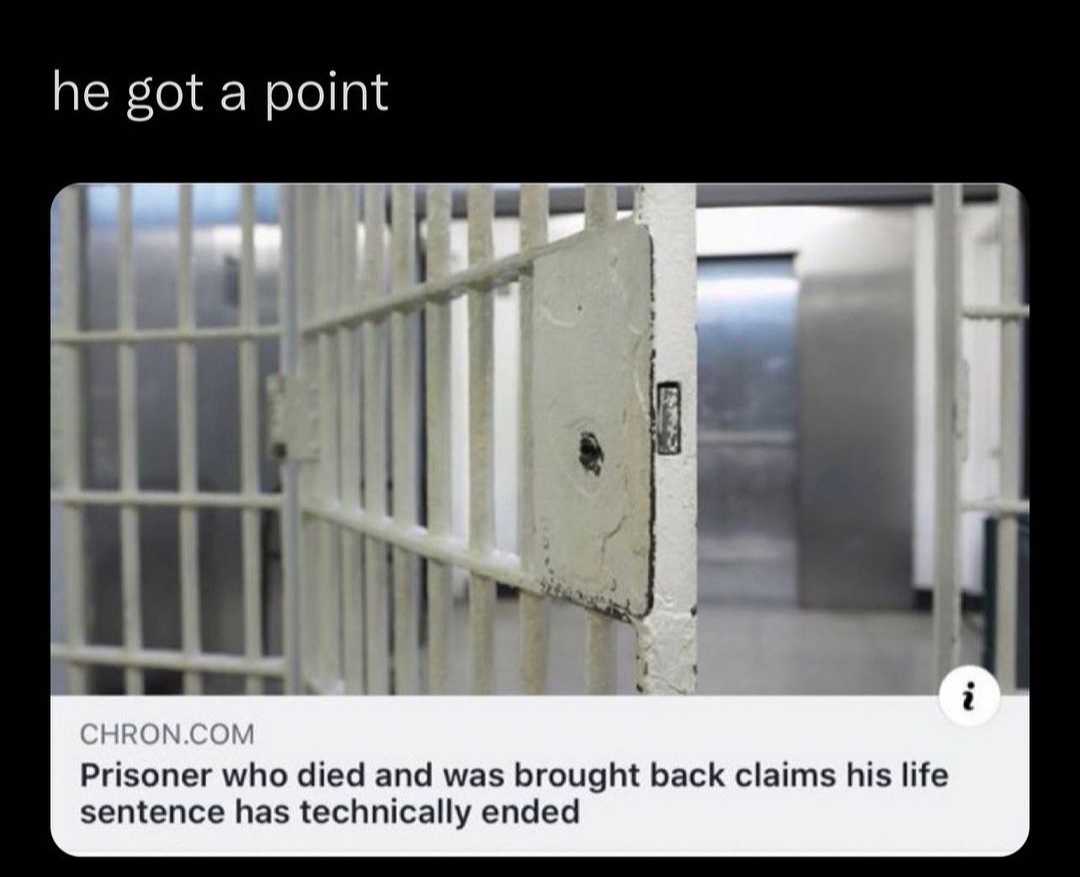 he got a point
i
CHRON.COM
Prisoner who died and was brought back claims his life
sentence has technically ended